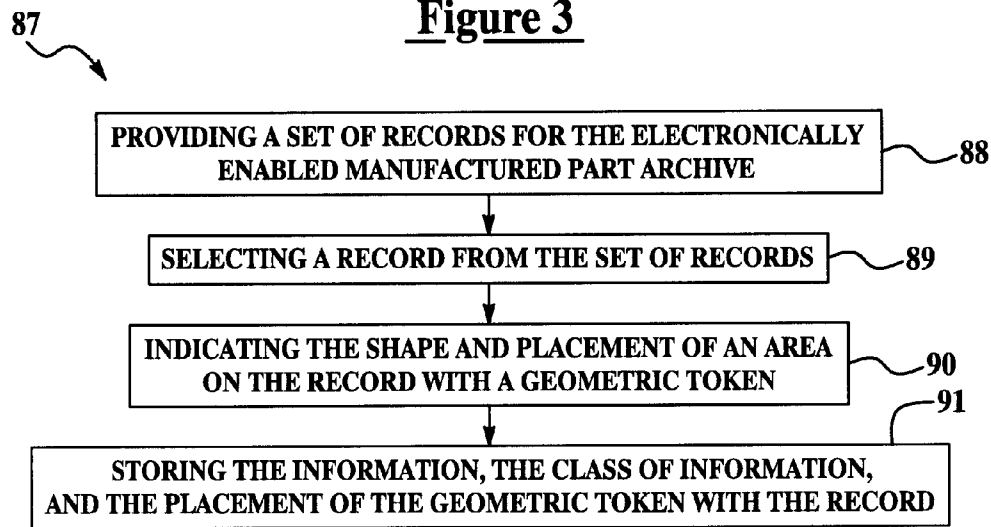 Figure 3
87
PROVIDING A SET OF RECORDS FOR THE ELECTRONICALLY
ENABLED MANUFACTURED PART ARCHIVE
88
SELECTING A RECORD FROM THE SET OF RECORDS
89
INDICATING THE SHAPE AND PLACEMENT OF AN AREA
ON THE RECORD WITH A GEOMETRIC TOKEN
90
91
STORING THE INFORMATION, THE CLASS OF INFORMATION,
AND THE PLACEMENT OF THE GEOMETRIC TOKEN WITH THE RECORD